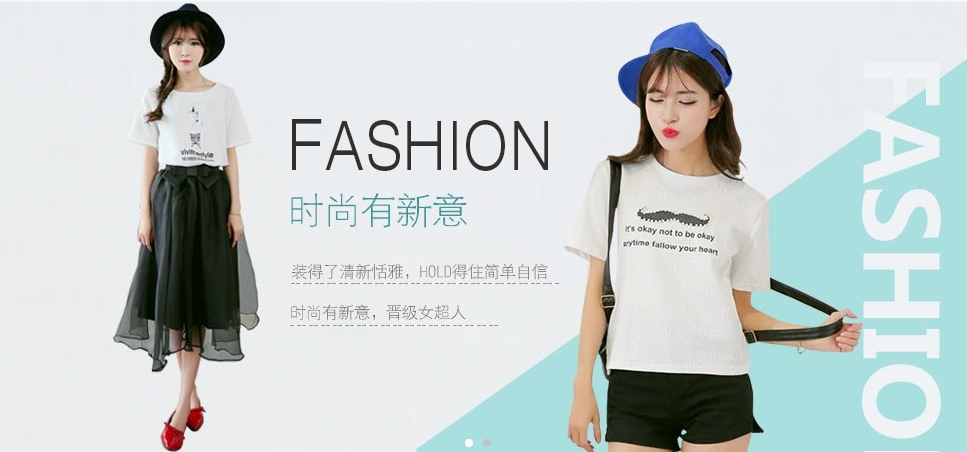 FASHION
时尚有新意
装得了清新恬雅，HOLD得住简单自信
时尚有新意，晋级女超人
It's okay not to be okay
anytime fallow your heart
FASHIO